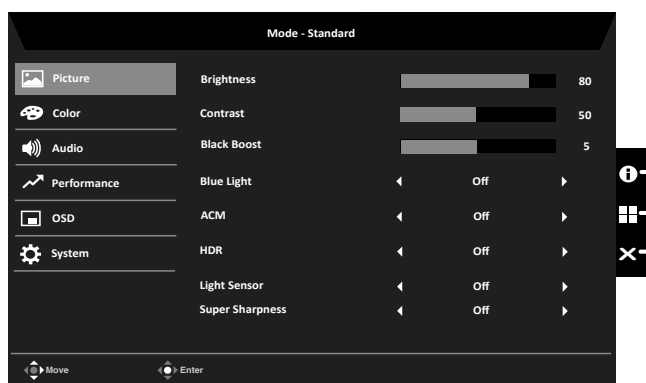 Mode - Standard
Picture
Color
Audio
Performance
OSD
System
Brightness 80
Contrast 50
Black Boost 5
Blue Light Off
ACM Off
HDR Off
Light Sensor Off
Super Sharpness Off
Move Enter